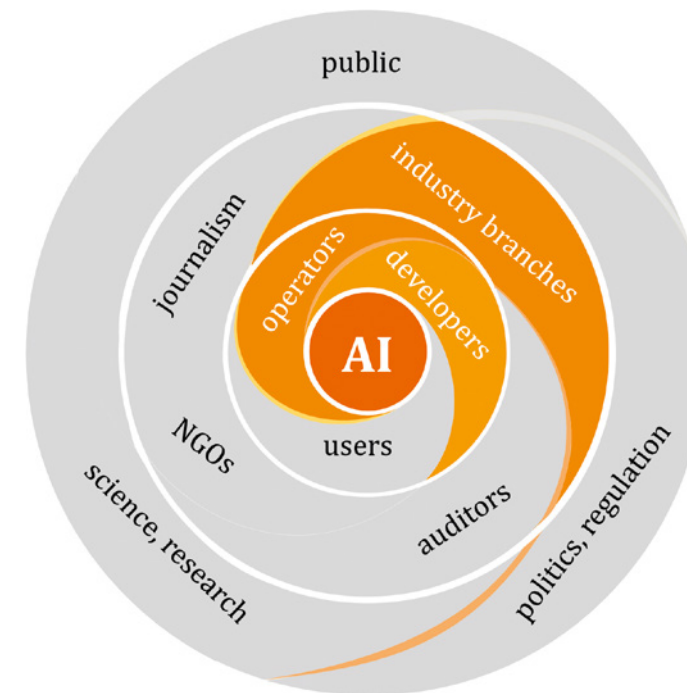 public
journalism
industry branches
operators
developers
AI
users
NGOs
auditors
science, research
politics, regulation